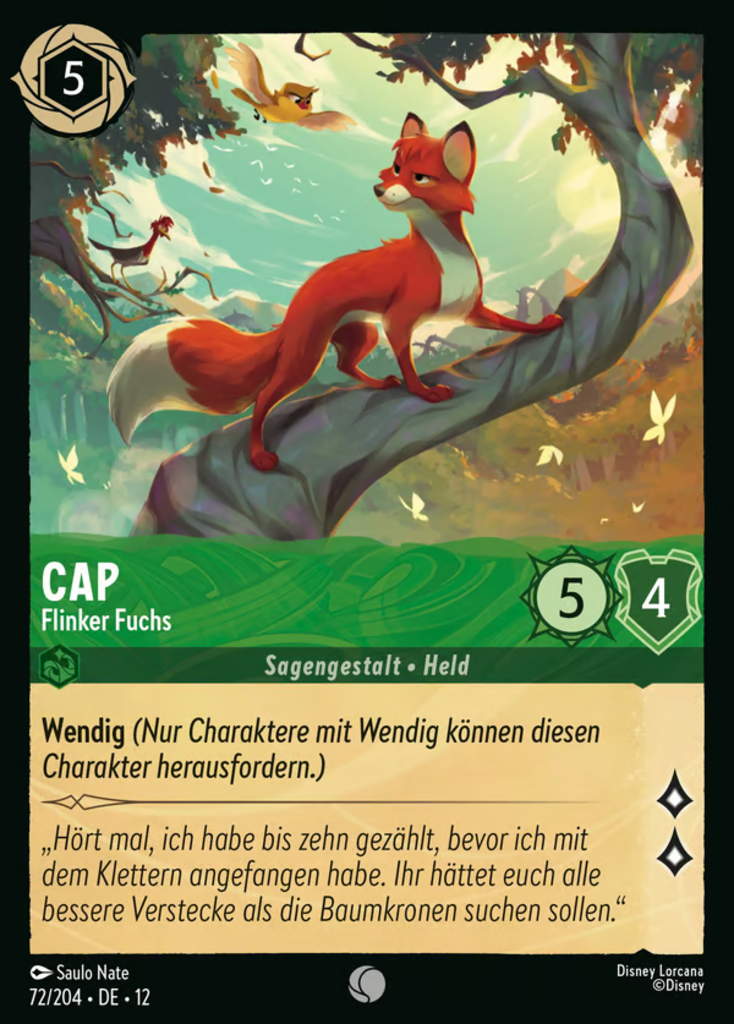 5
CAP
Flinker Fuchs
5
4
Sagengestalt • Held
Wendig (Nur Charaktere mit Wendig können diesen
Charakter herausfordern.)
„Hört mal, ich habe bis zehn gezählt, bevor ich mit
dem Klettern angefangen habe. Ihr hättet euch alle
bessere Verstecke als die Baumkronen suchen sollen.“
Saulo Nate
72/204 • DE • 12
Disney Lorcana
©Disney